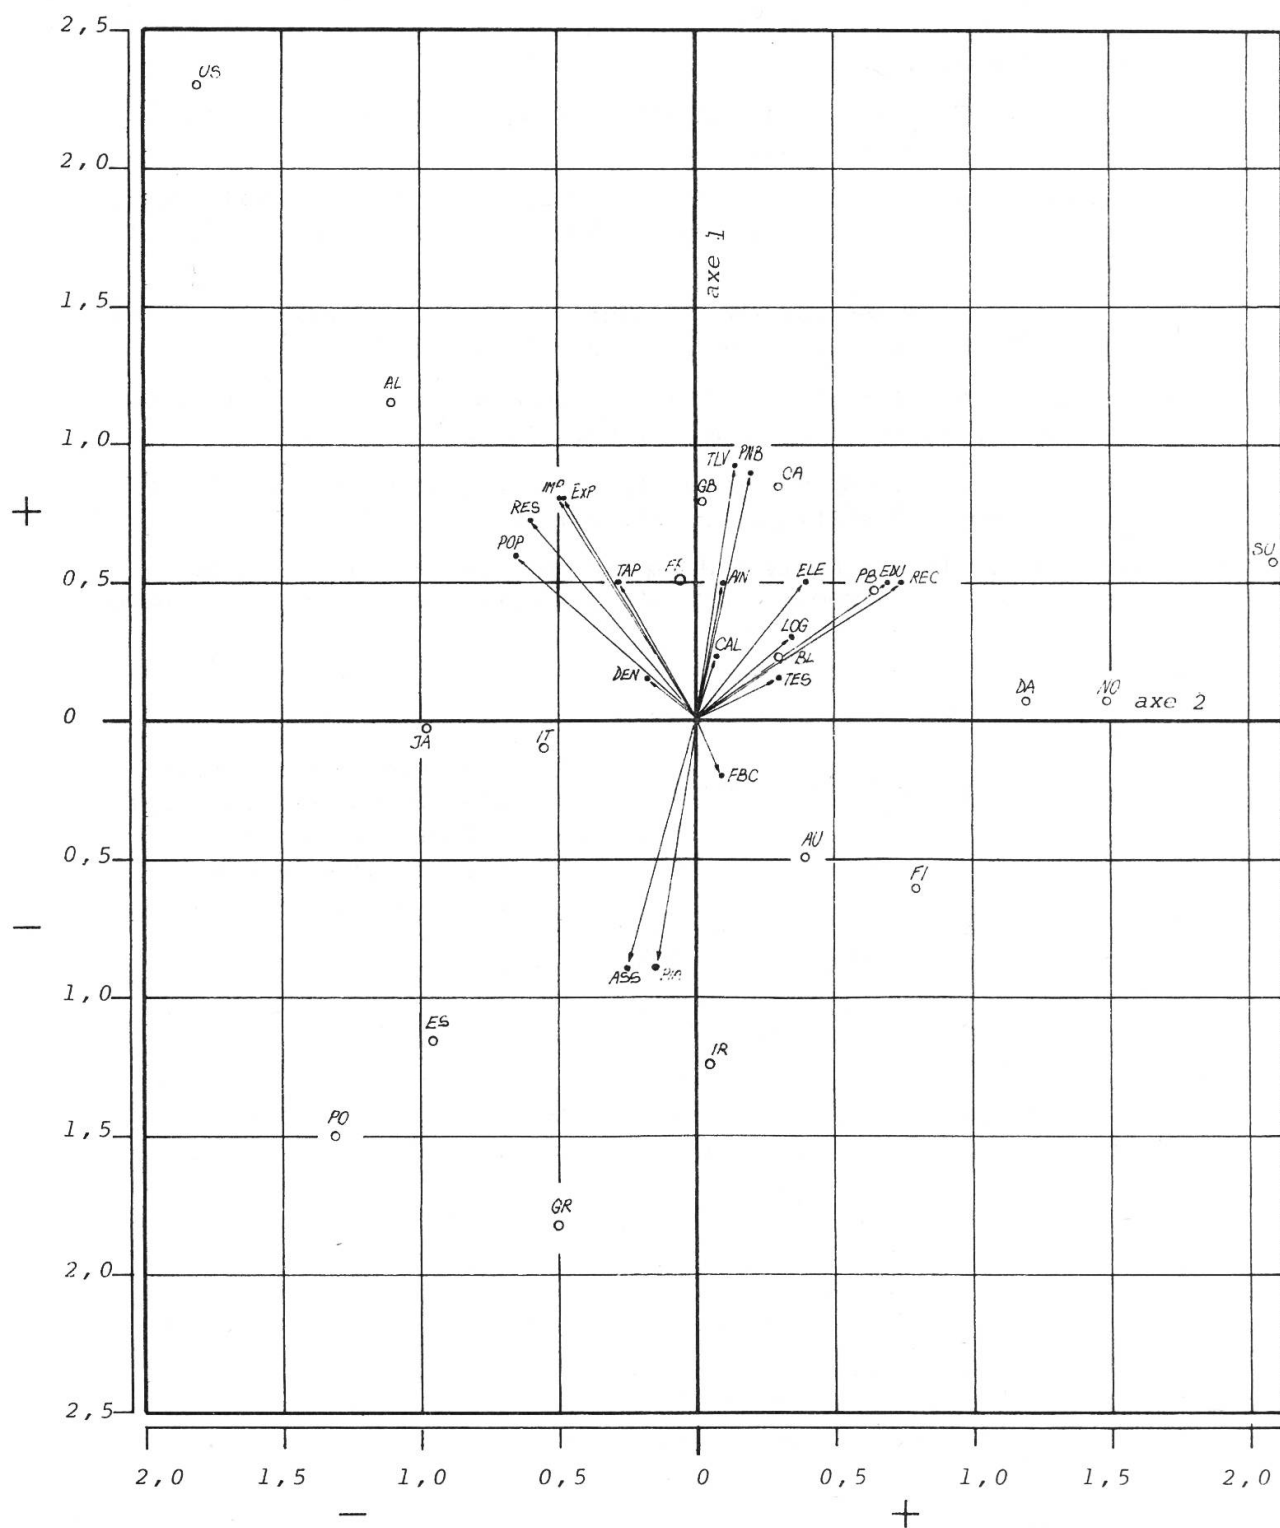 2,5
US
2,0
axe 1
1,5
AL
1,0
TLV PNB
CA
GB
IMP EXP
RES
+
POP
SU
0,5
TAP
AIN
ELE
PB EDU REC
LOG
CAL
BL
DEN
TES
DA
NO
axe 2
0
JA
IT
FBC
0,5
AU
FI
—
ASS
1,0
ES
IR
1,5
PO
GR
2,0
2,5
2,0 1,5 1,0 0,5 0 0,5 1,0 1,5 2,0
— +